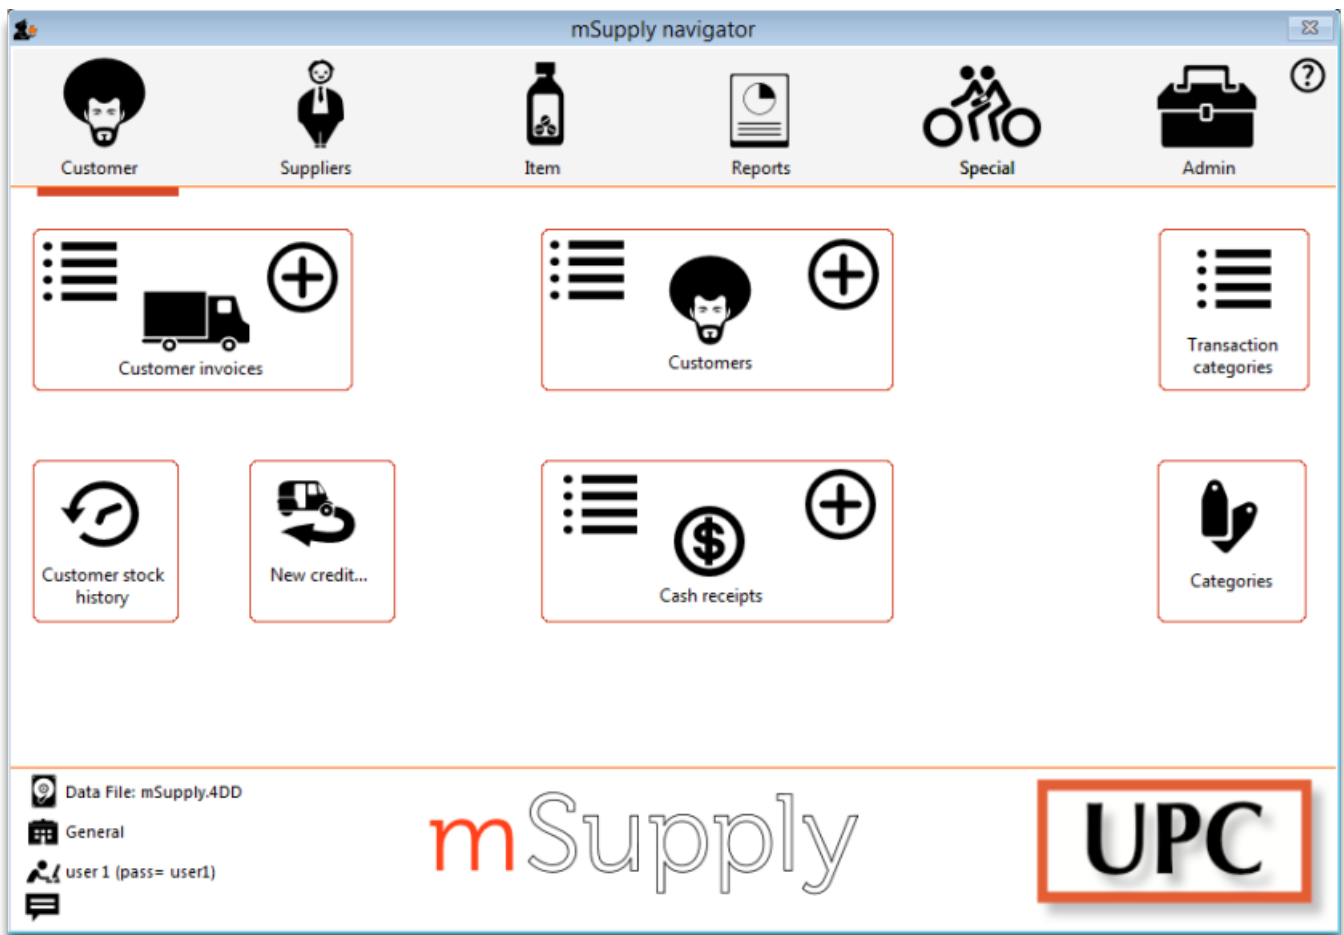 mSupply navigator
?
Customer
Suppliers
Item
Reports
Special
Admin
Customer invoices
Customers
Transaction
categories
$
Customer stock
history
New credit...
Cash receipts
Categories
Data File: mSupply.4DD
General
user 1 (pass= user1)
mSupply
UPC